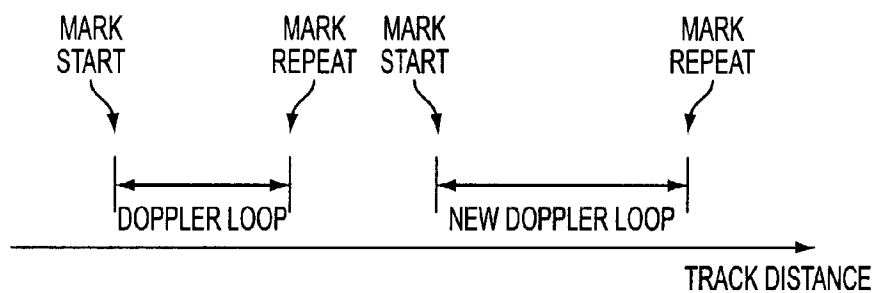 MARK
START
MARK
REPEAT
MARK
START
MARK
REPEAT
DOPPLER LOOP
NEW DOPPLER LOOP
TRACK DISTANCE